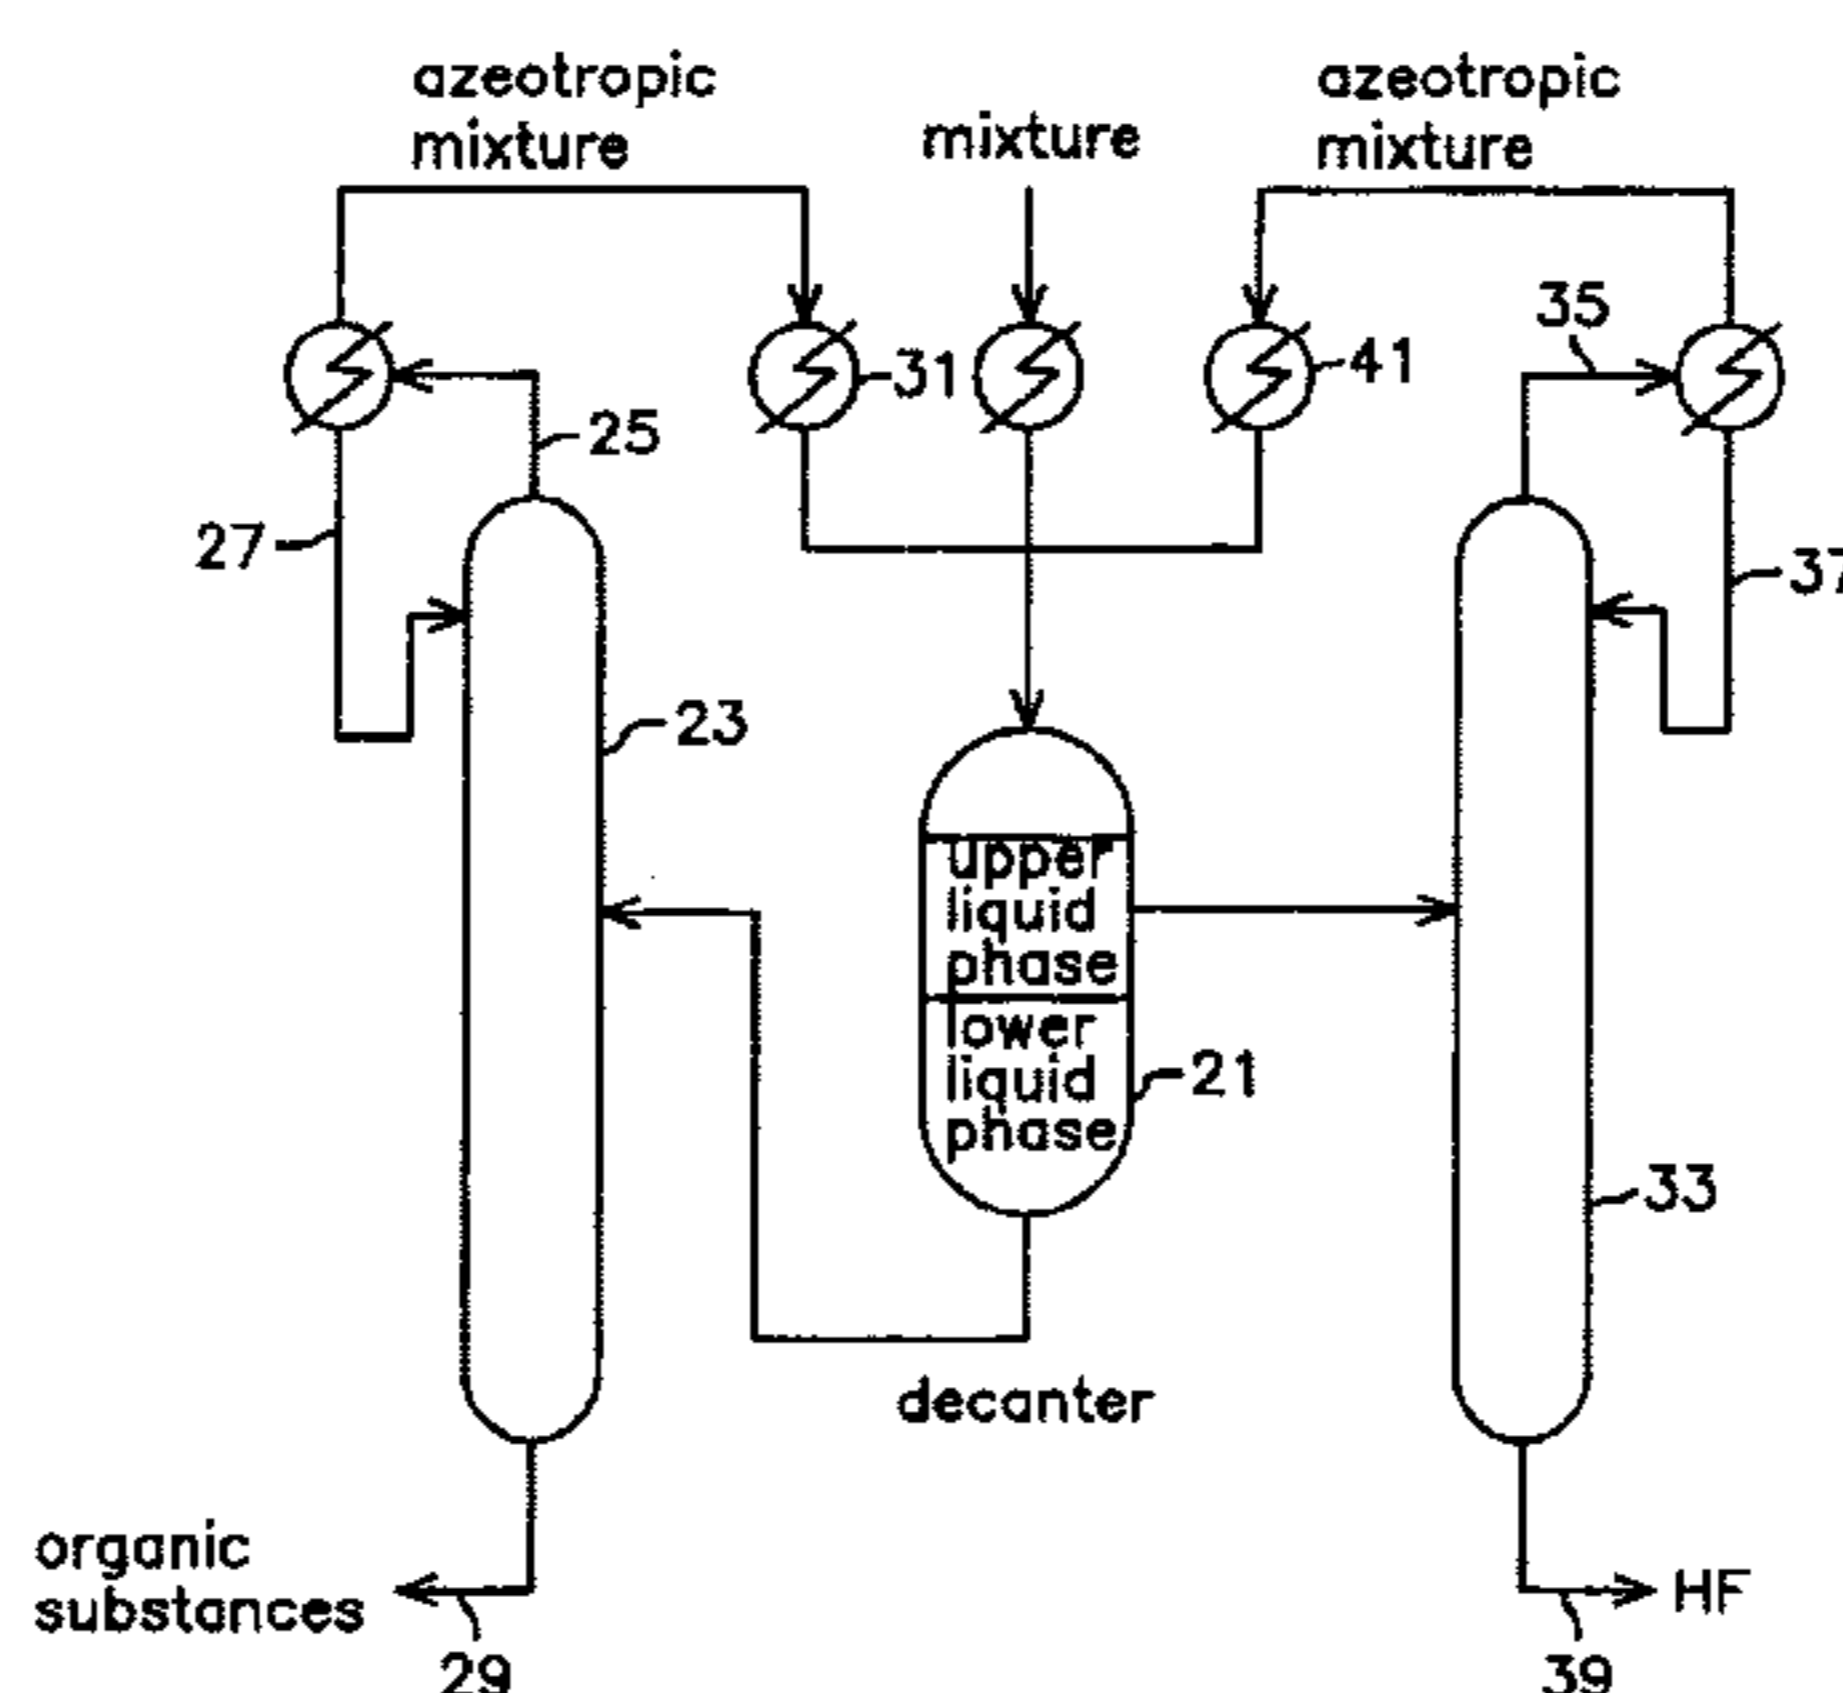 azeotropic
mixture
mixture
azeotropic
mixture
35
31
41
25
27
37
23
upper
liquid
phase
lower
liquid
phase
21
33
decanter
organic
substances
HF
29
39